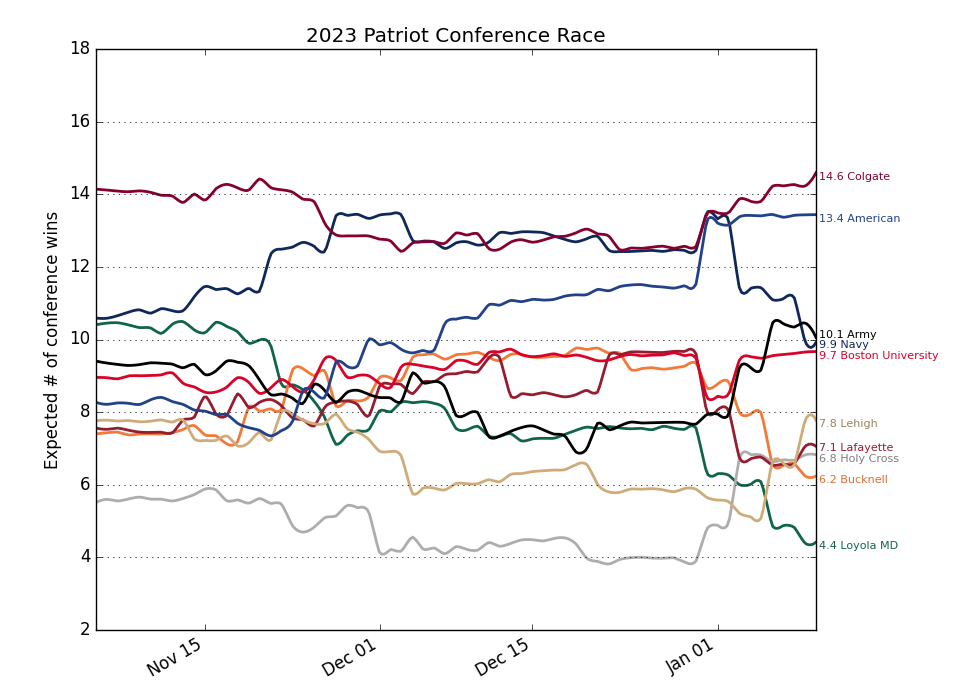 2023 Patriot Conference Race
Expected # of conference wins
18
16
14
12
10
8
6
4
2
Nov 15
Dec 01
Dec 15
Jan 01
14.6 Colgate
13.4 American
10.1 Army
9.9 Navy
9.7 Boston University
7.8 Lehigh
7.1 Lafayette
6.8 Holy Cross
6.2 Bucknell
4.4 Loyola MD